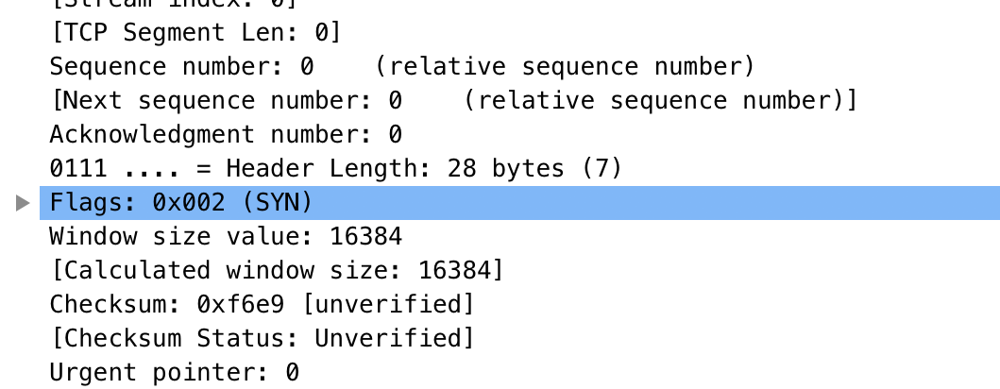 [Stream index: 0]
[TCP Segment Len: 0]
Sequence number: 0    (relative sequence number)
[Next sequence number: 0    (relative sequence number)]
Acknowledgment number: 0
0111 .... = Header Length: 28 bytes (7)
Flags: 0x002 (SYN)
Window size value: 16384
[Calculated window size: 16384]
Checksum: 0xf6e9 [unverified]
[Checksum Status: Unverified]
Urgent pointer: 0